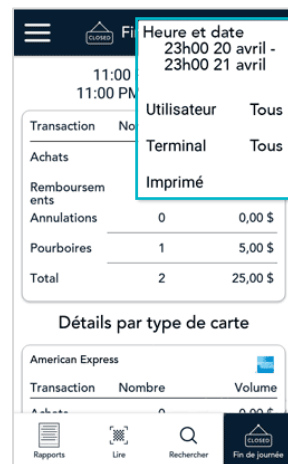 CLOSED
Fi
Heure et date
23h00 20 avril -
23h00 21 avril
11:00
11:00 PM
Utilisateur Tous
Terminal Tous
Imprimé
Transaction No
Achats
Remboursem
ents
Annulations 0 0,00 $
Pourboires 1 5,00 $
Total 2 25,00 $
Détails par type de carte
American Express
Transaction Nombre Volume
Achats 0 0,00 $
Rapports Lire Rechercher CLOSED Fin de journée